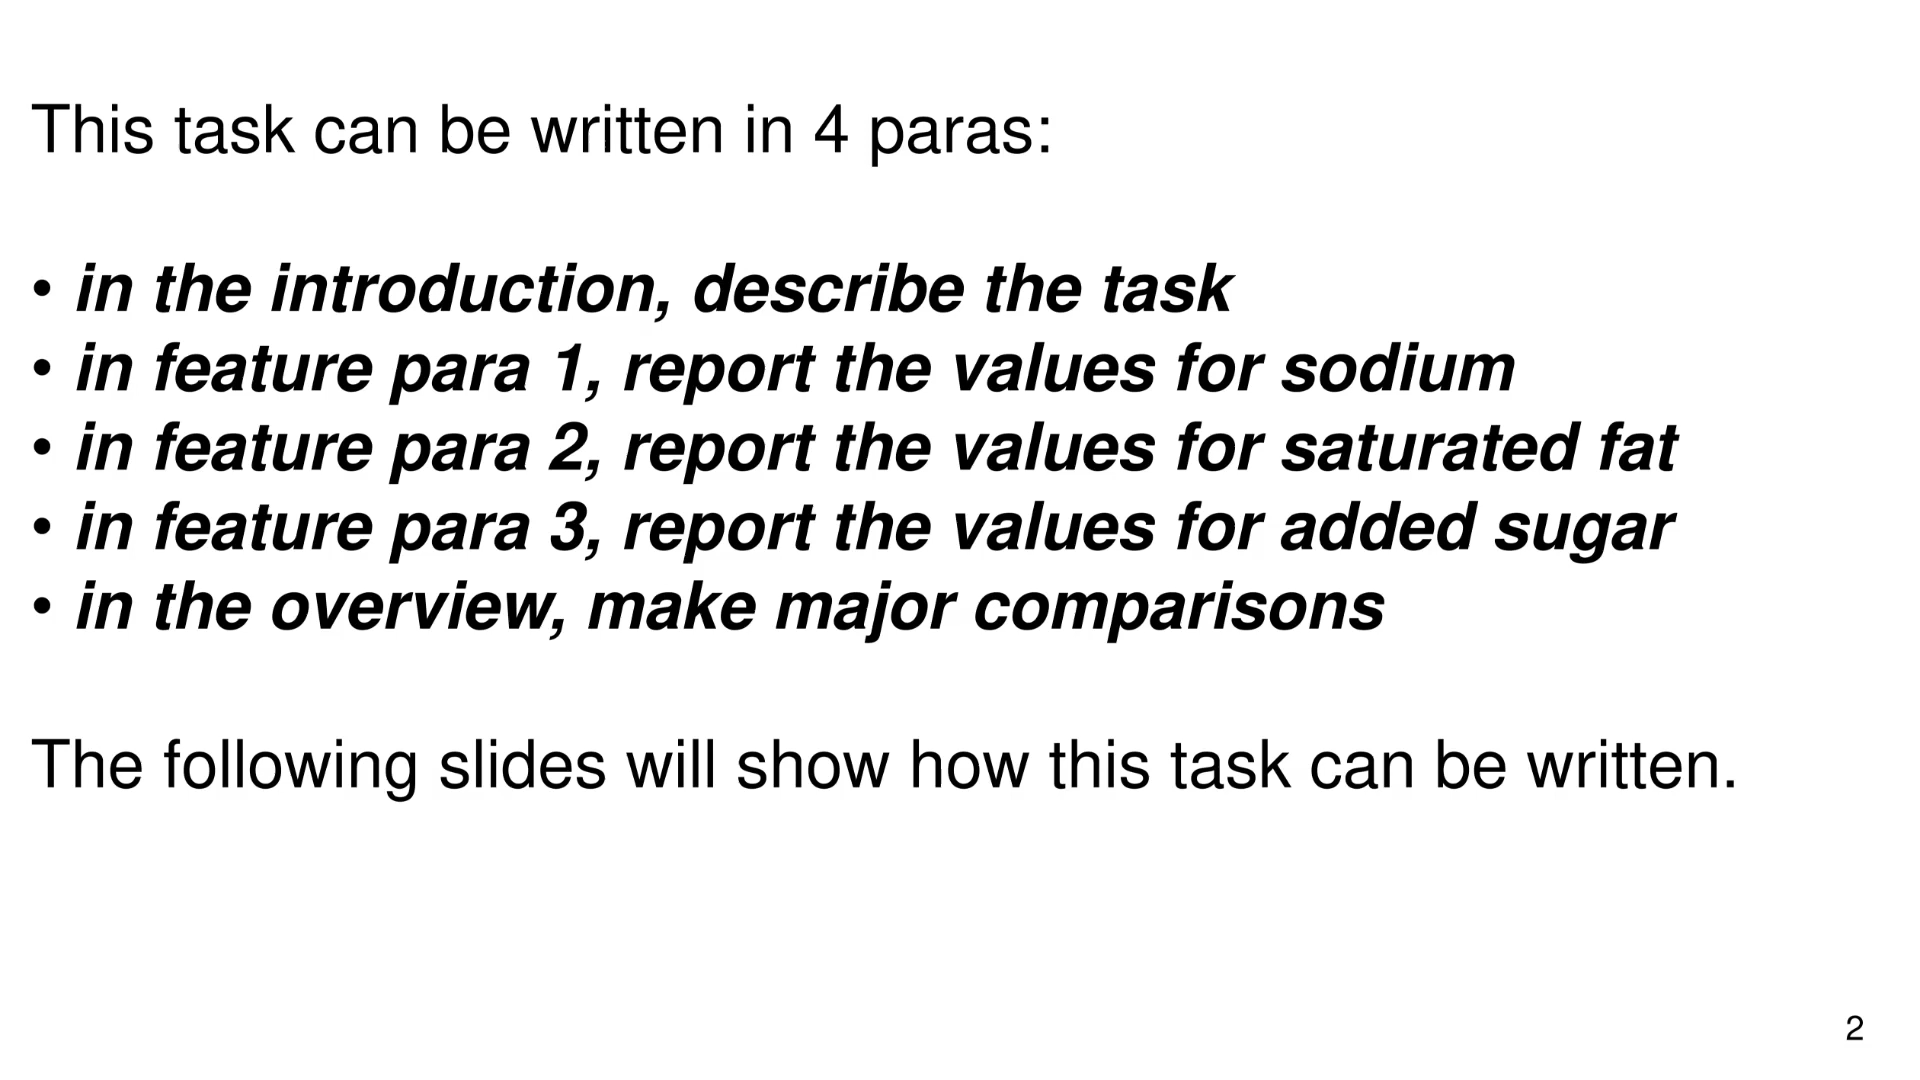 This task can be written in 4 paras:
• in the introduction, describe the task
• in feature para 1, report the values for sodium
• in feature para 2, report the values for saturated fat
• in feature para 3, report the values for added sugar
• in the overview, make major comparisons
The following slides will show how this task can be written.
2